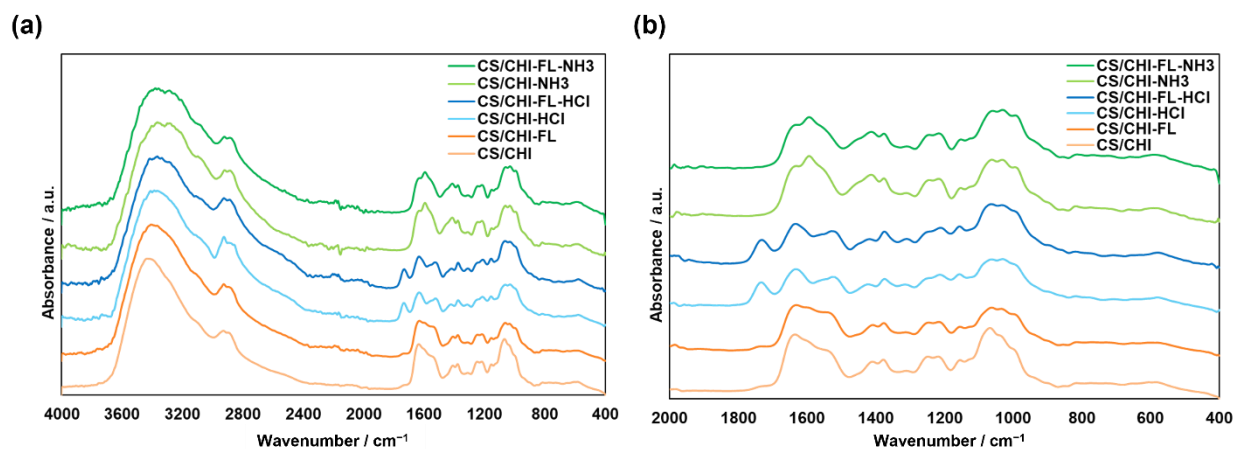 (a)
CS/CHI-FL-NH3
CS/CHI-NH3
CS/CHI-FL-HCl
CS/CHI-HCl
CS/CHI-FL
CS/CHI
Absorbance / a.u.
4000 3600 3200 2800 2400 2000 1600 1200 800 400
Wavenumber / cm⁻¹
(b)
CS/CHI-FL-NH3
CS/CHI-NH3
CS/CHI-FL-HCl
CS/CHI-HCl
CS/CHI-FL
CS/CHI
Absorbance / a.u.
2000 1800 1600 1400 1200 1000 800 600 400
Wavenumber / cm⁻¹